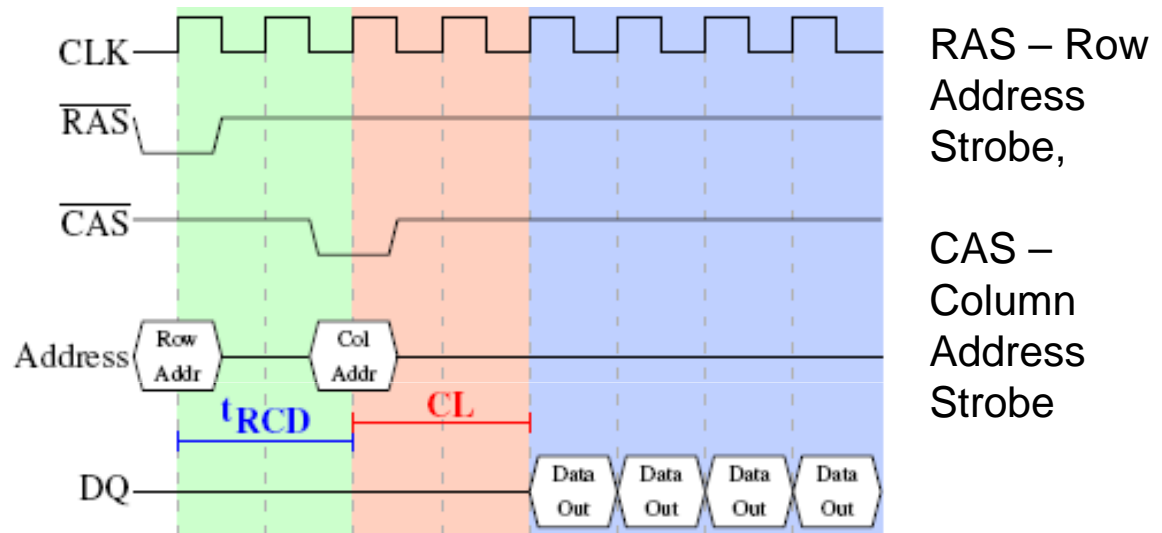 CLK
RAS
CAS
Address
Row
Addr
Col
Addr
tRCD
CL
DQ
Data
Out
Data
Out
Data
Out
Data
Out
RAS – Row
Address
Strobe,
CAS –
Column
Address
Strobe